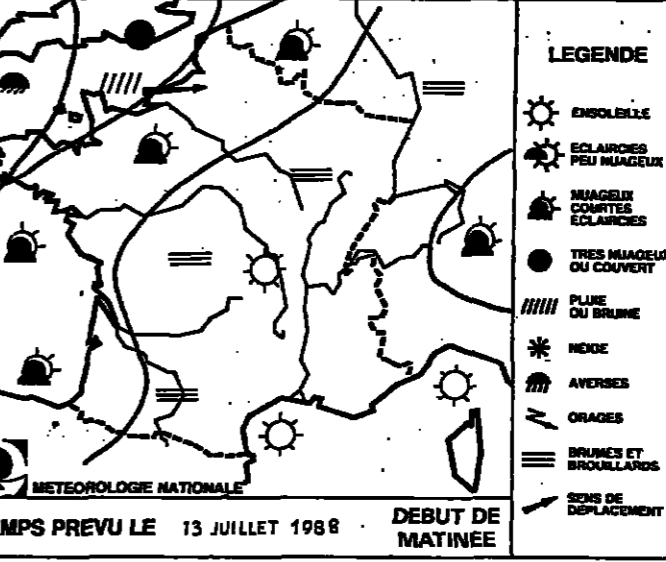 LEGENDE
ENSOLEILLE
ECLAIRCIES
PEU NUAGEUX
NUAGEUX
COURTES
ECLAIRCIES
TRES NUAGEUX
OU COUVERT
PLUIE
OU BRUINE
NEIGE
AVERSES
ORAGES
BRUMES ET
BROUILLARDS
SENS DE
DEPLACEMENT
METEOROLOGIE NATIONALE
MPS PREVU LE 13 JUILLET 1988
DEBUT DE
MATINEE